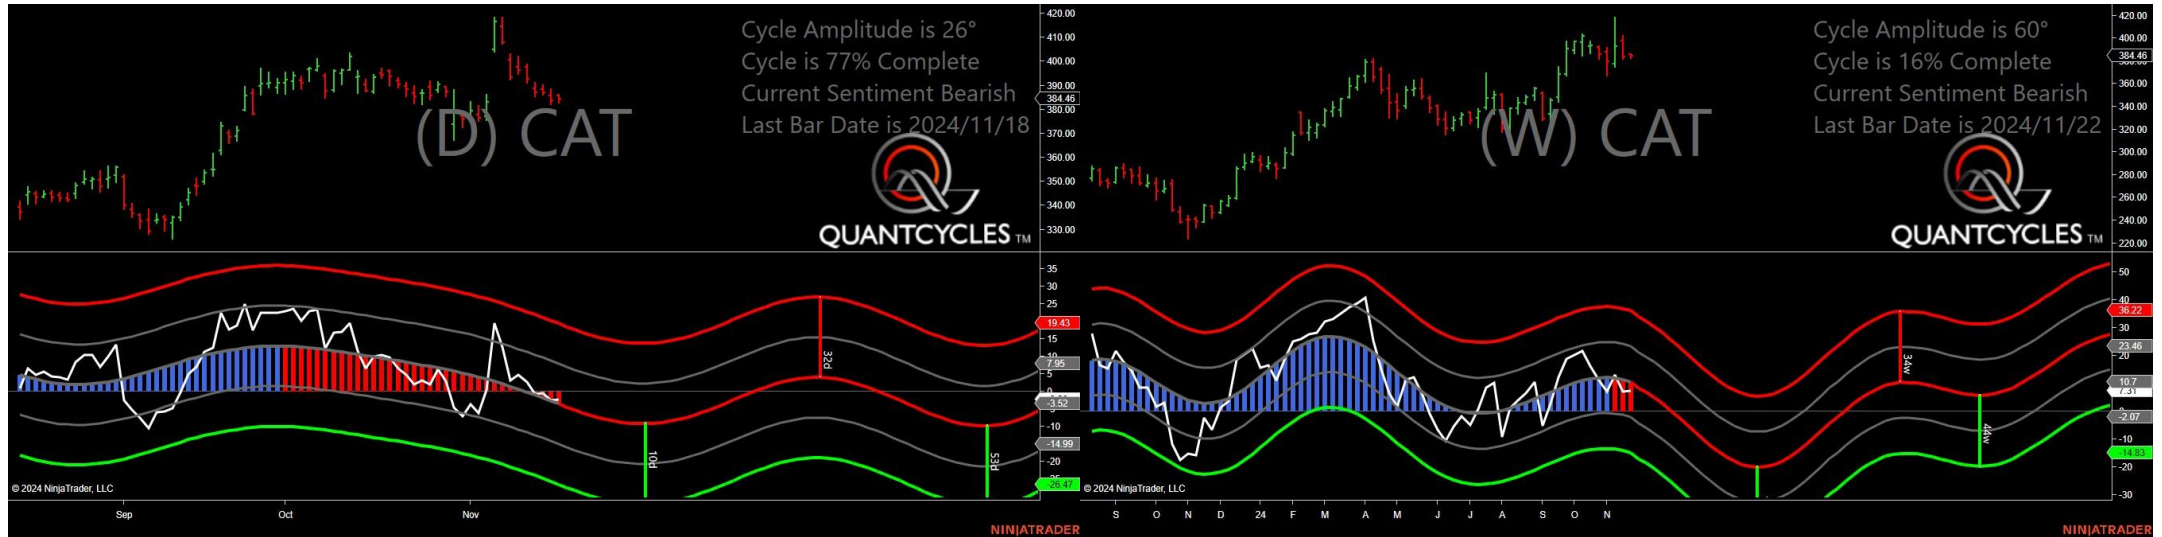 Cycle Amplitude is 26°
Cycle is 77% Complete
Current Sentiment Bearish
Last Bar Date is 2024/11/18
(D) CAT
QUANTCYCLES TM
420.00
410.00
400.00
390.00
384.46
380.00
370.00
360.00
350.00
340.00
330.00
35
30
25
19.43
15
10
7.95
5
0
-3.52
-10
-14.99
-20
-26.47
32d
10d
53d
© 2024 NinjaTrader, LLC
Sep Oct Nov
NINJATRADER
Cycle Amplitude is 60°
Cycle is 16% Complete
Current Sentiment Bearish
Last Bar Date is 2024/11/22
(W) CAT
QUANTCYCLES TM
420.00
400.00
384.46
360.00
340.00
320.00
300.00
280.00
260.00
240.00
220.00
50
40
36.22
30
23.46
20
10.7
7.31
-2.07
-10
-14.83
-20
-30
34w
44w
© 2024 NinjaTrader, LLC
S O N D 24 F M A M J J A S O N
NINJATRADER